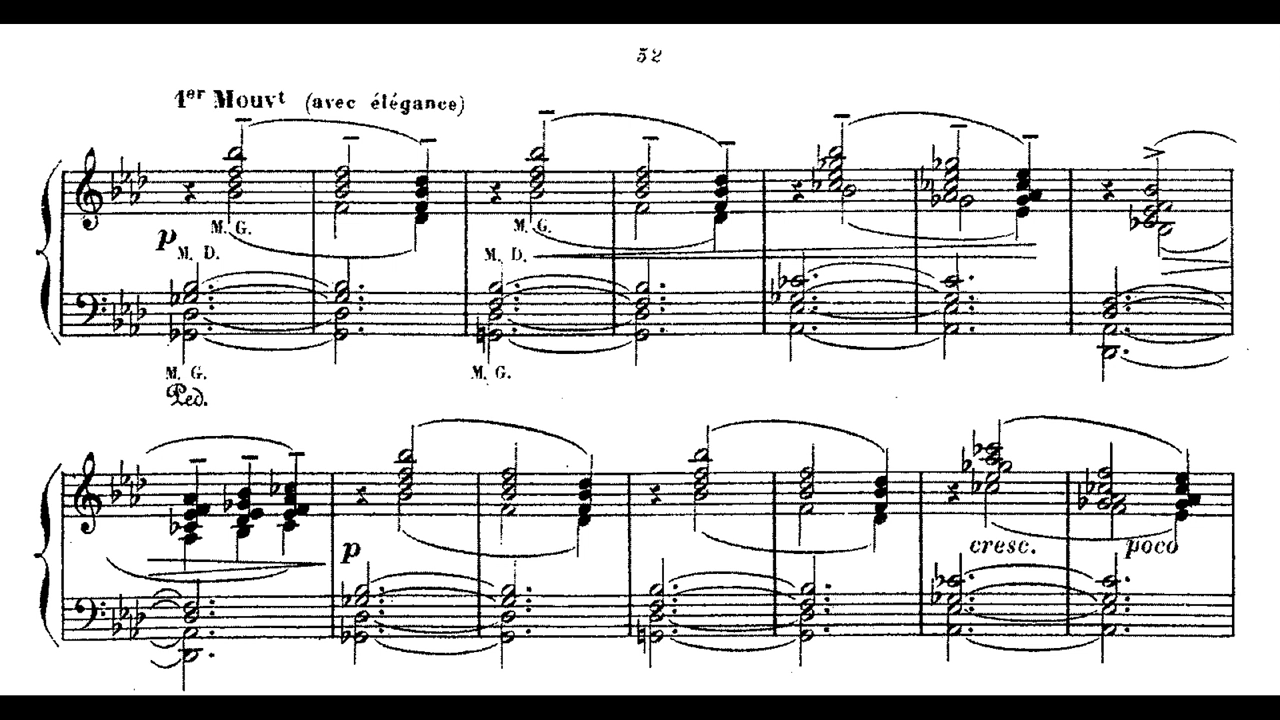 52
1er Mouvt (avec élégance)
M. G. M. G.
p M. D. M. D.
M. G. M. G.
Ped.
p cresc. poco